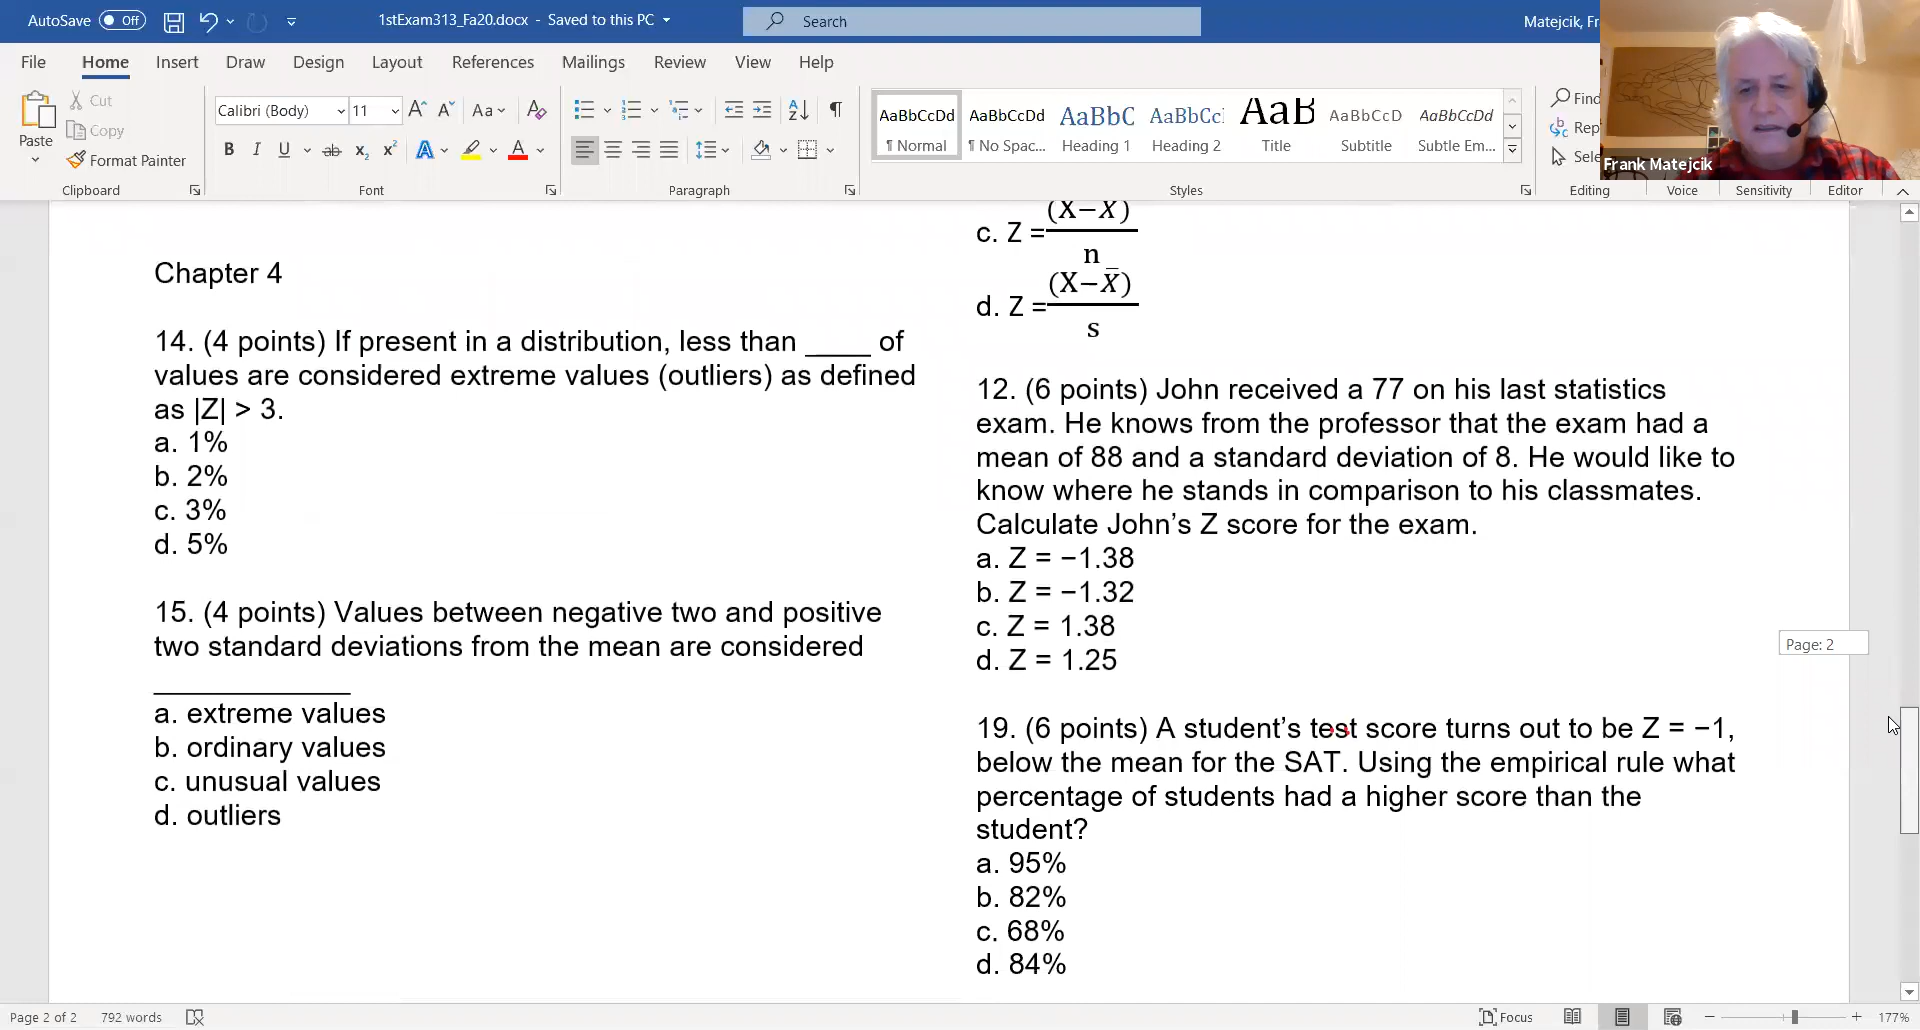 AutoSave Off 1stExam313_Fa20.docx - Saved to this PC Search Matejcik, Fr
File Home Insert Draw Design Layout References Mailings Review View Help
Paste Cut Copy Format Painter
Calibri (Body) 11 Aa
B I U ab x₂ x² A A
AaBbCcDd AaBbCcDd AaBbC AaBbCcI AaB AaBbCcD AaBbCcDd
¶ Normal ¶ No Spac... Heading 1 Heading 2 Title Subtitle Subtle Em...
Find
Rep
Sele
Frank Matejcik
Clipboard Font Paragraph Styles Editing Voice Sensitivity Editor
Chapter 4
14. (4 points) If present in a distribution, less than ____ of
values are considered extreme values (outliers) as defined
as |Z| > 3.
a. 1%
b. 2%
c. 3%
d. 5%
15. (4 points) Values between negative two and positive
two standard deviations from the mean are considered
____________
a. extreme values
b. ordinary values
c. unusual values
d. outliers
c. Z = (X−X) / n
d. Z = (X−X̅) / s
12. (6 points) John received a 77 on his last statistics
exam. He knows from the professor that the exam had a
mean of 88 and a standard deviation of 8. He would like to
know where he stands in comparison to his classmates.
Calculate John’s Z score for the exam.
a. Z = −1.38
b. Z = −1.32
c. Z = 1.38
d. Z = 1.25
19. (6 points) A student’s test score turns out to be Z = −1,
below the mean for the SAT. Using the empirical rule what
percentage of students had a higher score than the
student?
a. 95%
b. 82%
c. 68%
d. 84%
Page: 2
Page 2 of 2 792 words Focus 177%